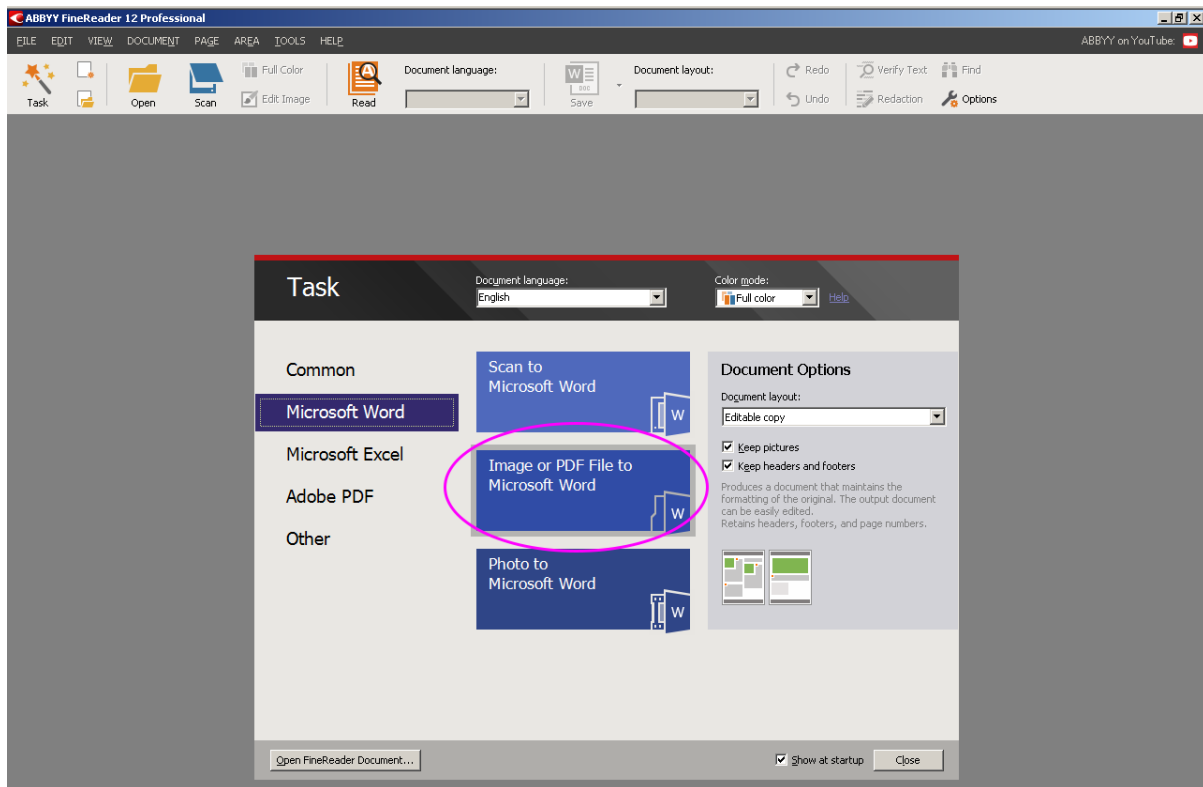 ABBYY FineReader 12 Professional
FILE EDIT VIEW DOCUMENT PAGE AREA TOOLS HELP ABBYY on YouTube:
Full Color Document language: Document layout: Redo Verify Text Find
Task Open Scan Edit Image Read Save Undo Redaction Options
DOC
Task
Document language:
English
Color mode:
Full color Help
Common
Microsoft Word
Microsoft Excel
Adobe PDF
Other
Scan to
Microsoft Word
W
Image or PDF File to
Microsoft Word
W
Photo to
Microsoft Word
W
Document Options
Document layout:
Editable copy
Keep pictures
Keep headers and footers
Produces a document that maintains the
formatting of the original. The output document
can be easily edited.
Retains headers, footers, and page numbers.
Open FineReader Document... Show at startup Close